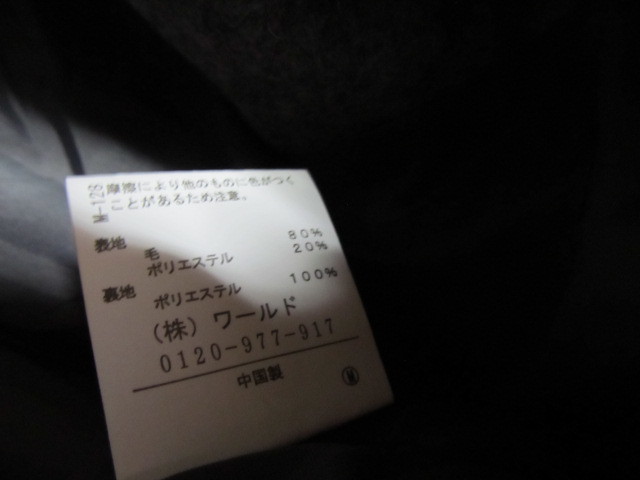 M-128
摩擦により他のものに色がつく
ことがあるため注意。
表地
毛 80%
ポリエステル 20%
裏地 ポリエステル 100%
(株)ワールド
0120-977-917
中国製 Ⓦ